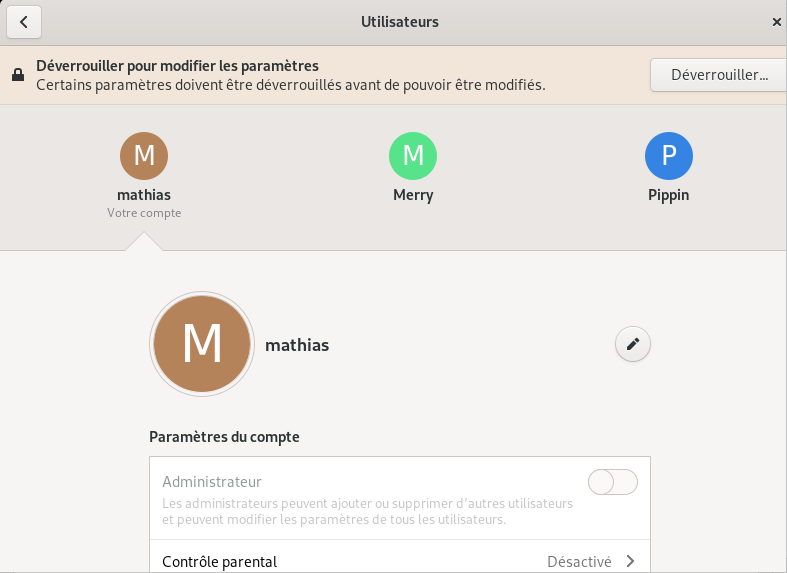 Utilisateurs
Déverrouiller pour modifier les paramètres
Certains paramètres doivent être déverrouillés avant de pouvoir être modifiés.
Déverrouiller…
M
M
P
mathias
Merry
Pippin
Votre compte
M
mathias
Paramètres du compte
Administrateur
Les administrateurs peuvent ajouter ou supprimer d'autres utilisateurs
et peuvent modifier les paramètres de tous les utilisateurs.
Contrôle parental
Désactivé